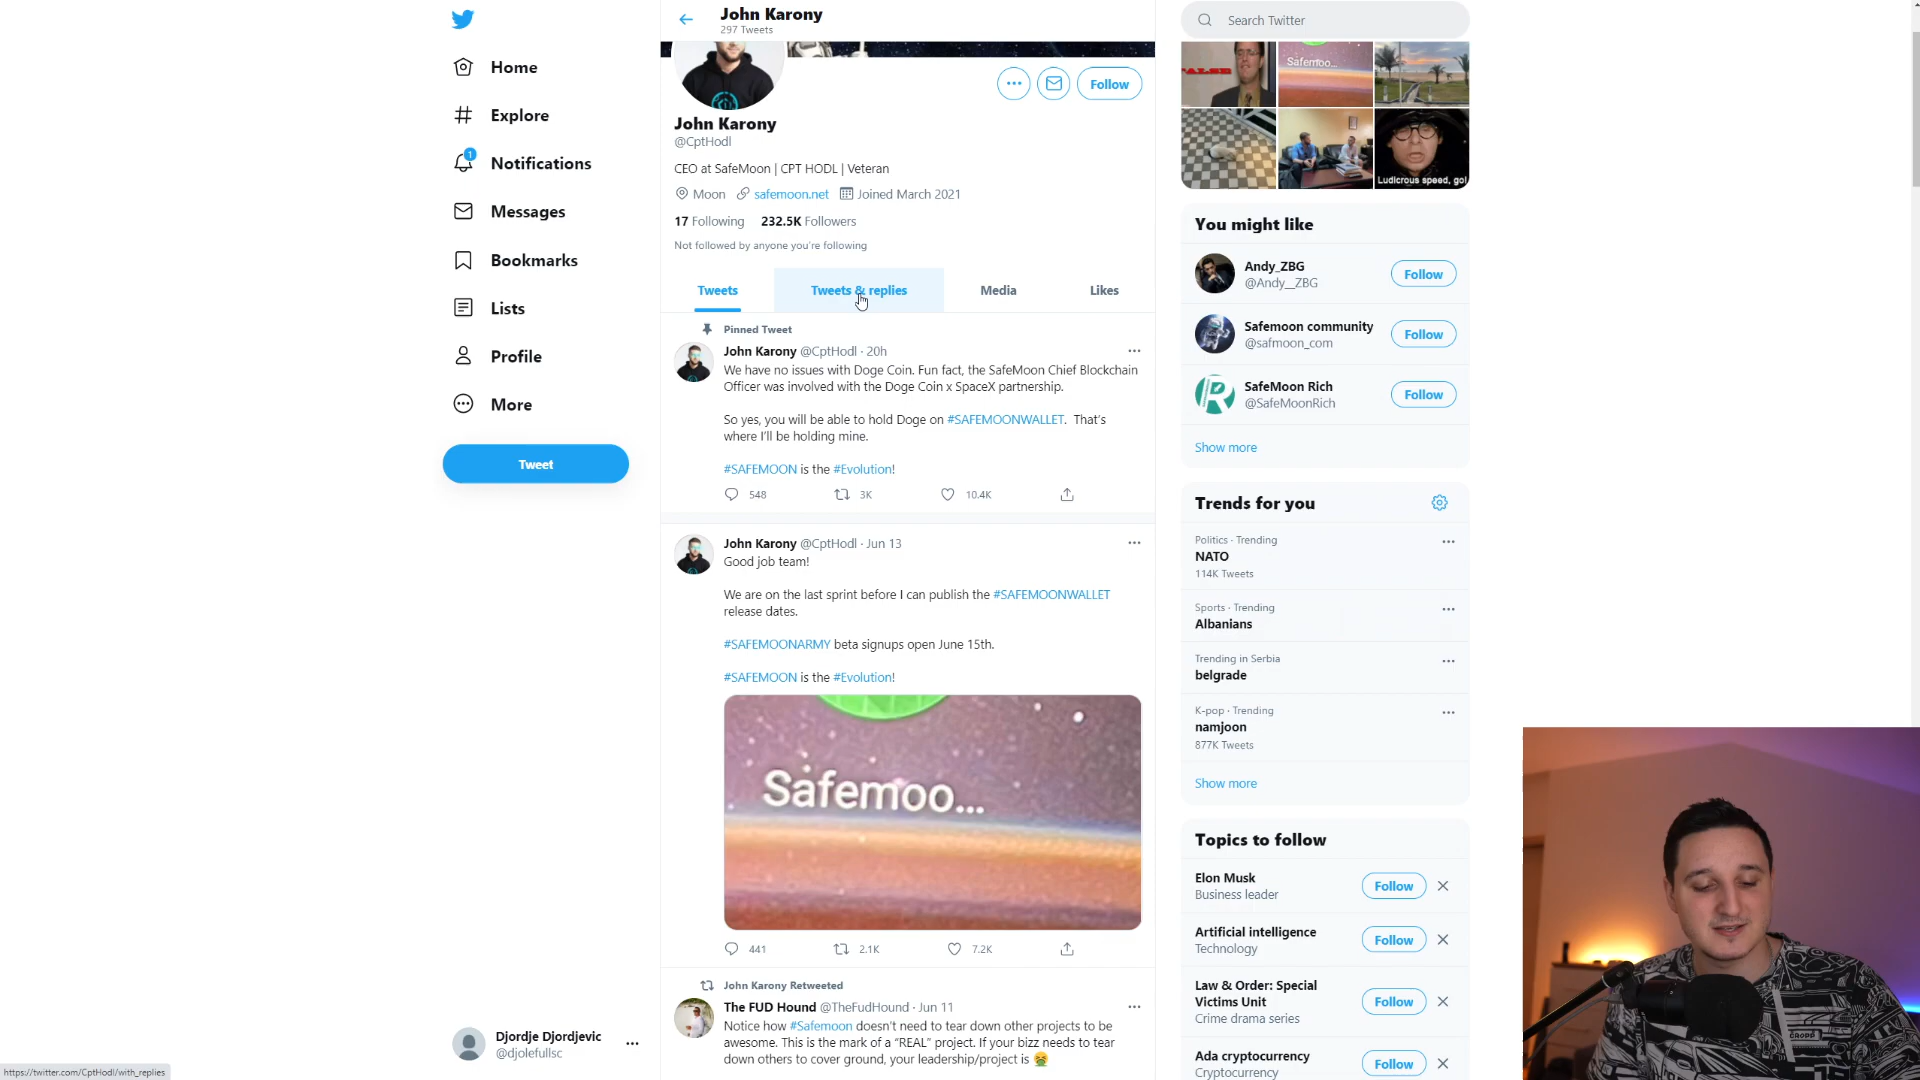 Home
Explore
1
Notifications
Messages
Bookmarks
Lists
Profile
More
Tweet
Djordje Djordjevic
@djolefullsc
https://twitter.com/CptHodl/with_replies
John Karony
297 Tweets
Follow
John Karony
@CptHodl
CEO at SafeMoon | CPT HODL | Veteran
Moon safemoon.net Joined March 2021
17 Following 232.5K Followers
Not followed by anyone you're following
Tweets Tweets & replies Media Likes
Pinned Tweet
John Karony @CptHodl · 20h
We have no issues with Doge Coin. Fun fact, the SafeMoon Chief Blockchain
Officer was involved with the Doge Coin x SpaceX partnership.
So yes, you will be able to hold Doge on #SAFEMOONWALLET. That's
where I'll be holding mine.
#SAFEMOON is the #Evolution!
548 3K 10.4K
John Karony @CptHodl · Jun 13
Good job team!
We are on the last sprint before I can publish the #SAFEMOONWALLET
release dates.
#SAFEMOONARMY beta signups open June 15th.
#SAFEMOON is the #Evolution!
Safemoo...
441 2.1K 7.2K
John Karony Retweeted
The FUD Hound @TheFudHound · Jun 11
Notice how #Safemoon doesn't need to tear down other projects to be
awesome. This is the mark of a "REAL" project. If your bizz needs to tear
down others to cover ground, your leadership/project is
Search Twitter
Safemoo...
Ludicrous speed, go!
You might like
Andy_ZBG
@Andy__ZBG
Follow
Safemoon community
@safmoon_com
Follow
SafeMoon Rich
@SafeMoonRich
Follow
Show more
Trends for you
Politics · Trending
NATO
114K Tweets
Sports · Trending
Albanians
Trending in Serbia
belgrade
K-pop · Trending
namjoon
877K Tweets
Show more
Topics to follow
Elon Musk
Business leader
Follow
Artificial intelligence
Technology
Follow
Law & Order: Special
Victims Unit
Crime drama series
Follow
Ada cryptocurrency
Cryptocurrency
Follow